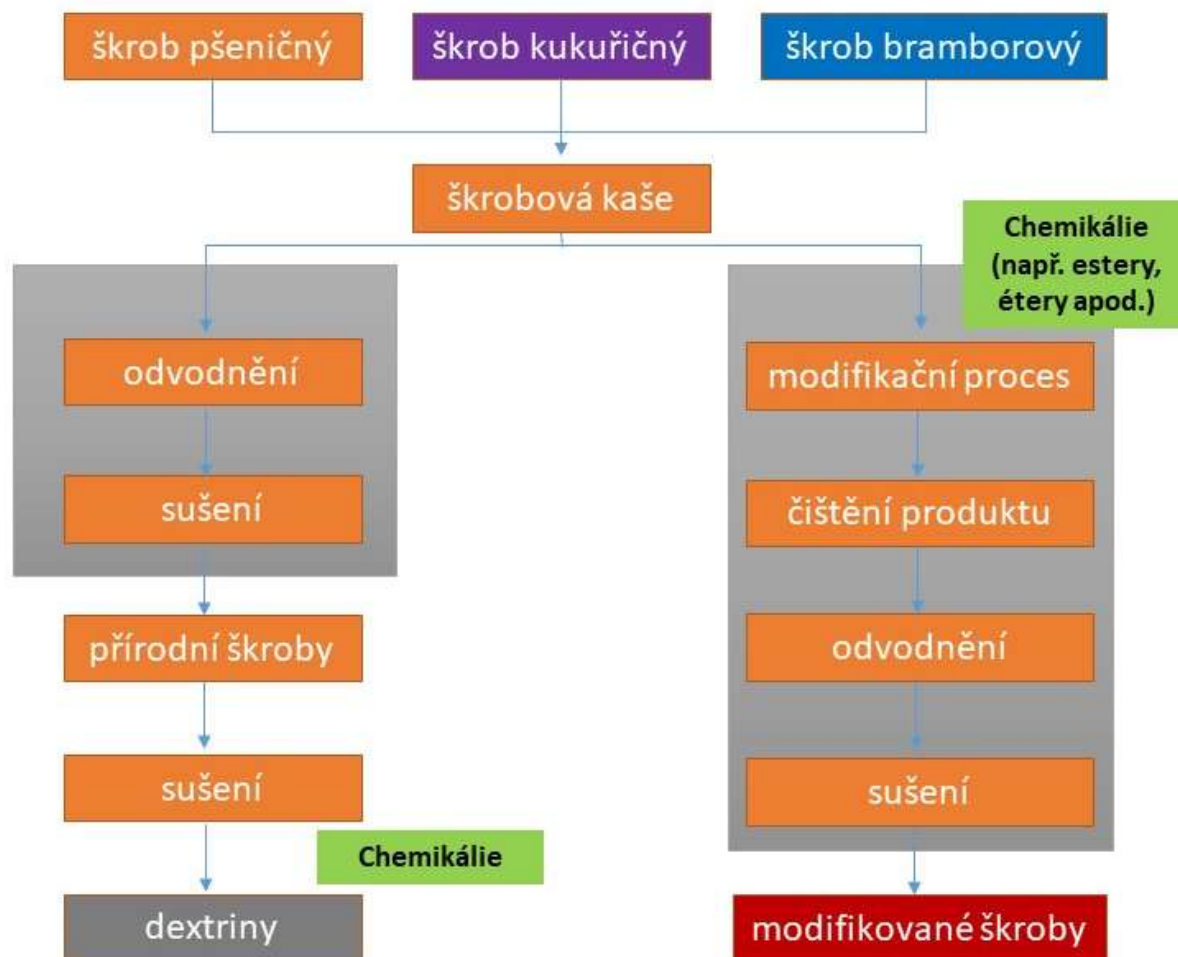 škrob pšeničný
škrob kukuřičný
škrob bramborový
škrobová kaše
Chemikálie
(např. estery,
étery apod.)
odvodnění
sušení
přírodní škroby
sušení
Chemikálie
dextriny
modifikační proces
čištění produktu
odvodnění
sušení
modifikované škroby